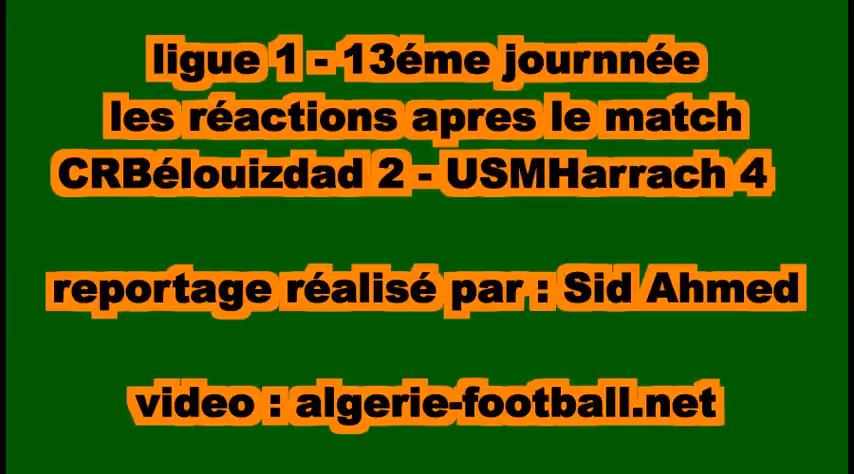 ligue 1 - 13éme journnée
les réactions apres le match
CRBélouizdad 2 - USMHarrach 4
reportage réalisé par : Sid Ahmed
video : algerie-football.net